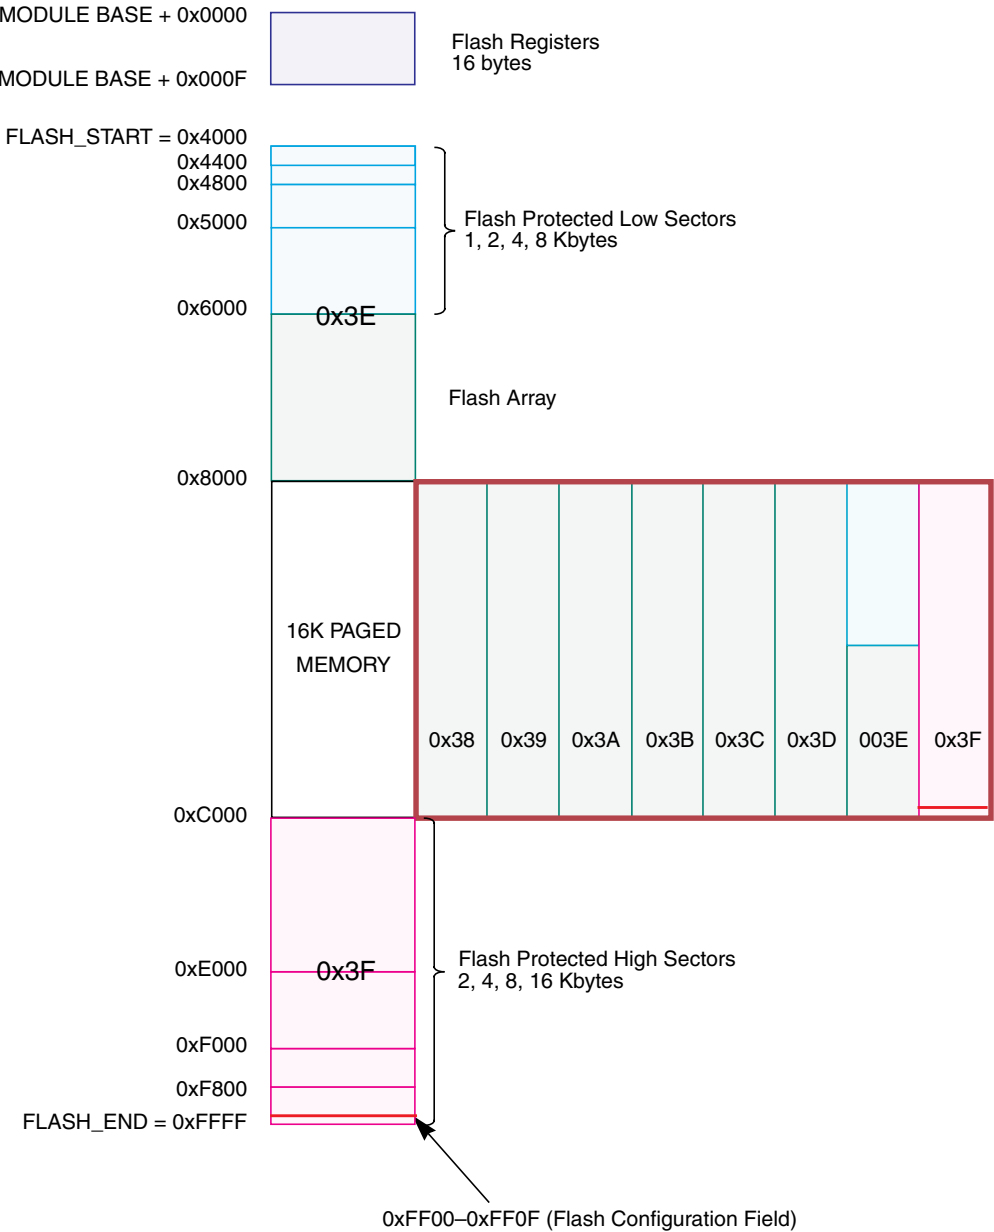 MODULE BASE + 0x0000
Flash Registers
16 bytes
MODULE BASE + 0x000F
FLASH_START = 0x4000
0x4400
0x4800
0x5000
Flash Protected Low Sectors
1, 2, 4, 8 Kbytes
0x6000
0x3E
Flash Array
0x8000
16K PAGED
MEMORY
0x38 0x39 0x3A 0x3B 0x3C 0x3D 003E 0x3F
0xC000
Flash Protected High Sectors
2, 4, 8, 16 Kbytes
0xE000
0x3F
0xF000
0xF800
FLASH_END = 0xFFFF
0xFF00–0xFF0F (Flash Configuration Field)